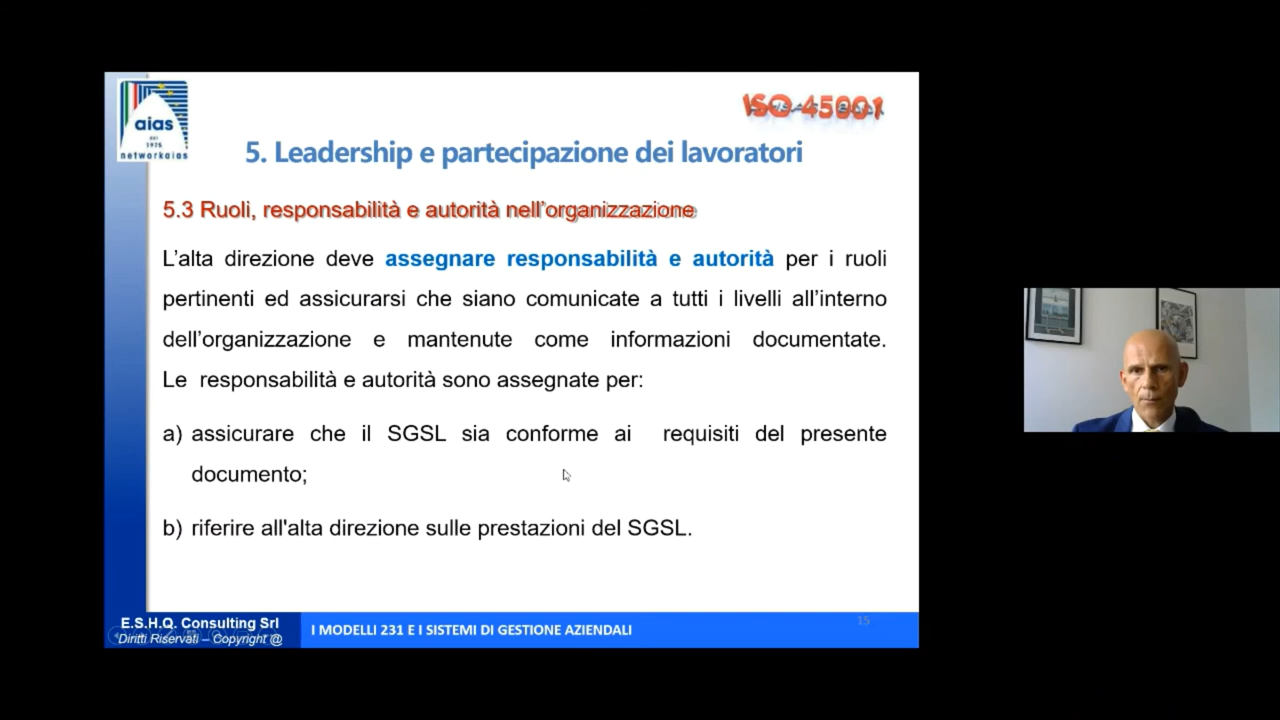 aias
1975
networkaias
ISO 45001
5. Leadership e partecipazione dei lavoratori
5.3 Ruoli, responsabilità e autorità nell'organizzazione
L'alta direzione deve assegnare responsabilità e autorità per i ruoli
pertinenti ed assicurarsi che siano comunicate a tutti i livelli all'interno
dell'organizzazione e mantenute come informazioni documentate.
Le responsabilità e autorità sono assegnate per:
a) assicurare che il SGSL sia conforme ai requisiti del presente
documento;
b) riferire all'alta direzione sulle prestazioni del SGSL.
15
E.S.H.Q. Consulting Srl
Diritti Riservati – Copyright @
I MODELLI 231 E I SISTEMI DI GESTIONE AZIENDALI